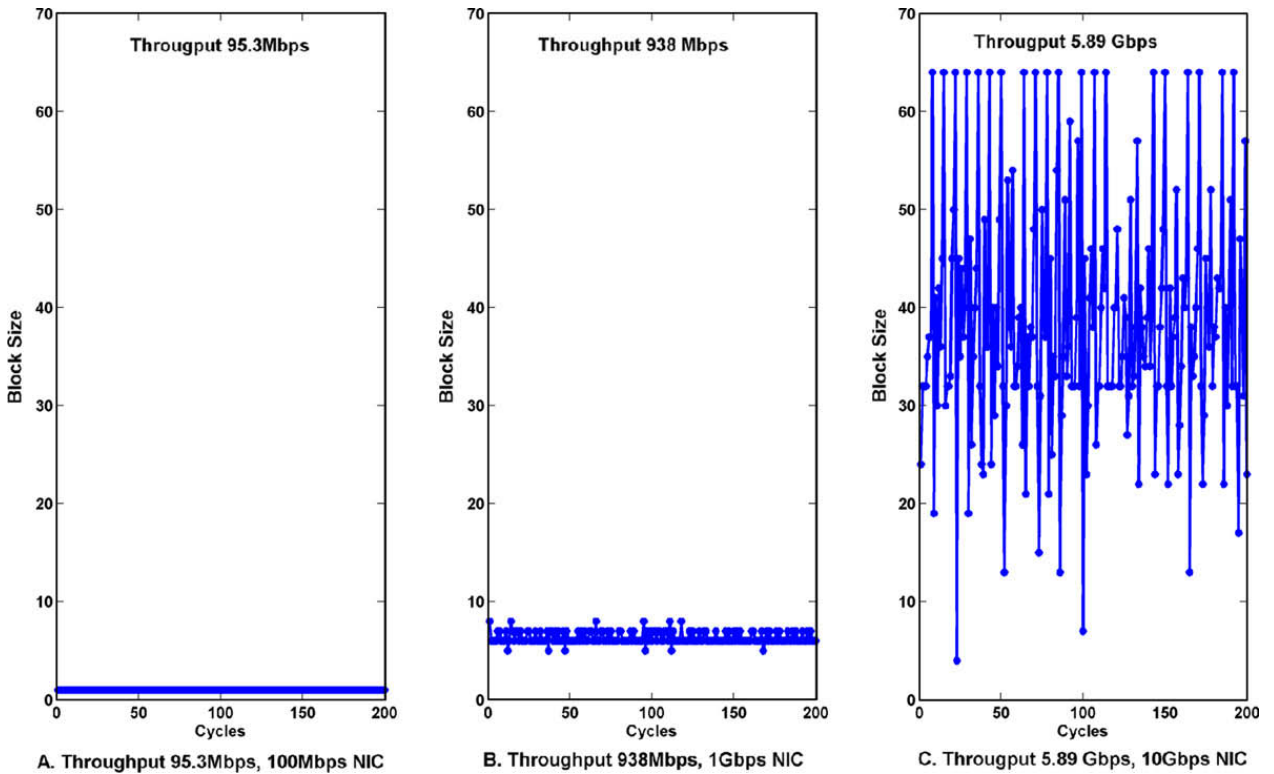 70
60
50
40
30
20
10
0
Block Size
Througput 95.3Mbps
0 50 100 150 200
Cycles
A. Throughput 95.3Mbps, 100Mbps NIC
70
60
50
40
30
20
10
0
Block Size
Throughput 938 Mbps
0 50 100 150 200
Cycles
B. Throughput 938Mbps, 1Gbps NIC
70
60
50
40
30
20
10
0
Block Size
Througput 5.89 Gbps
0 50 100 150 200
Cycles
C. Througput 5.89 Gbps, 10Gbps NIC